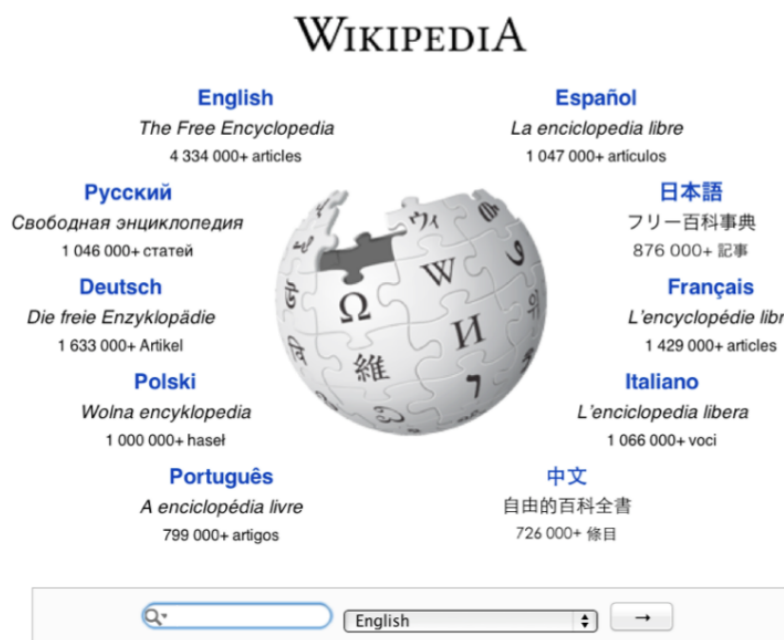 WIKIPEDIA
English
The Free Encyclopedia
4 334 000+ articles
Español
La enciclopedia libre
1 047 000+ artículos
Русский
Свободная энциклопедия
1 046 000+ статей
日本語
フリー百科事典
876 000+ 記事
Deutsch
Die freie Enzyklopädie
1 633 000+ Artikel
Français
L'encyclopédie libr
1 429 000+ articles
Polski
Wolna encyklopedia
1 000 000+ haseł
Italiano
L'enciclopedia libera
1 066 000+ voci
Português
A enciclopédia livre
799 000+ artigos
中文
自由的百科全書
726 000+ 條目
ウィ
W
Ω
И
維
English
→